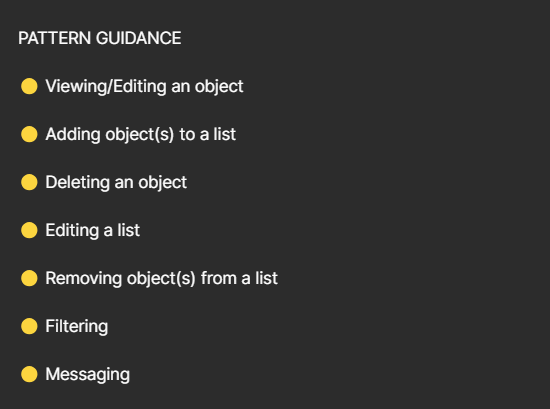 PATTERN GUIDANCE
Viewing/Editing an object
Adding object(s) to a list
Deleting an object
Editing a list
Removing object(s) from a list
Filtering
Messaging